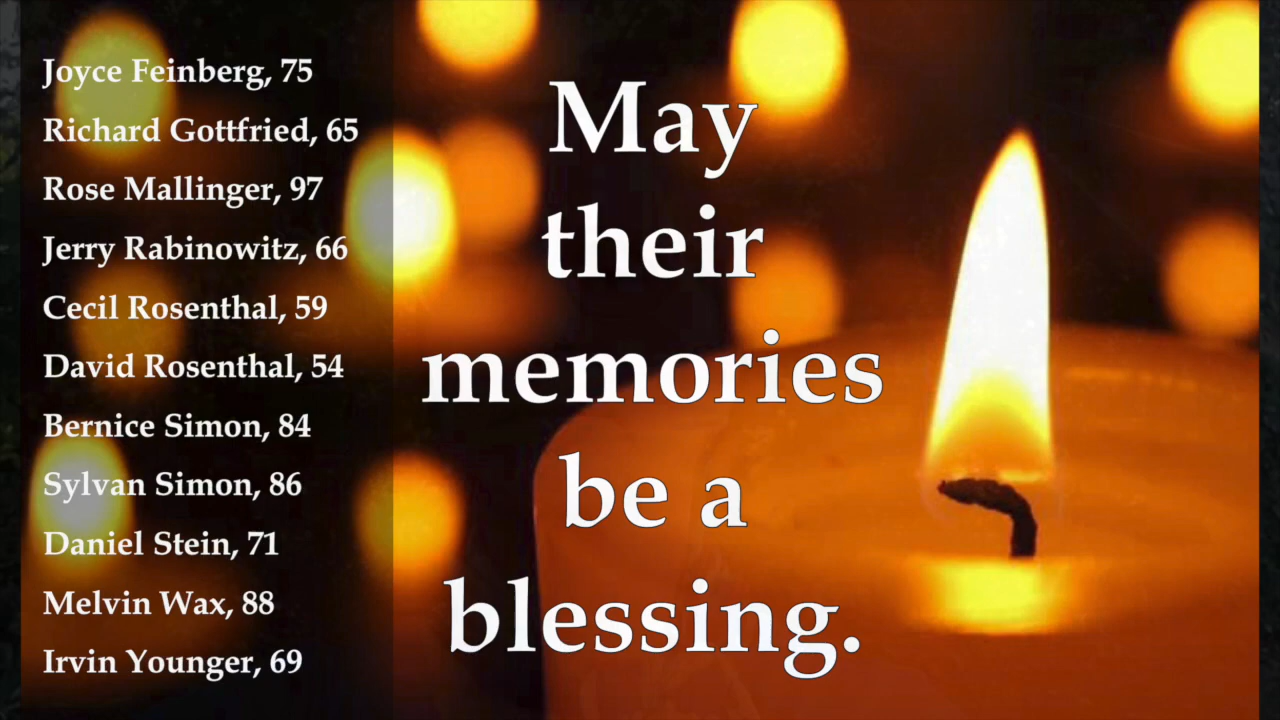 Joyce Feinberg, 75
Richard Gottfried, 65
Rose Mallinger, 97
Jerry Rabinowitz, 66
Cecil Rosenthal, 59
David Rosenthal, 54
Bernice Simon, 84
Sylvan Simon, 86
Daniel Stein, 71
Melvin Wax, 88
Irvin Younger, 69
May
their
memories
be a
blessing.